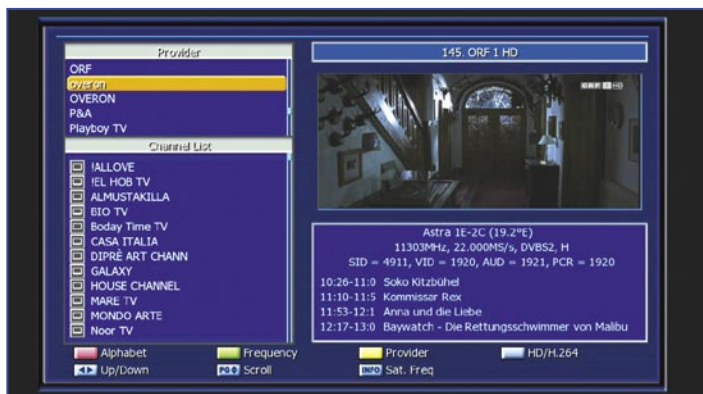 Provider
ORF
overon
OVERON
P&A
Playboy TV
Channel List
!ALLOVE
!EL HOB TV
ALMUSTAKILLA
BIO TV
Boday Time TV
CASA ITALIA
DIPRÈ ART CHANN
GALAXY
HOUSE CHANNEL
MARE TV
MONDO ARTE
Noor TV
145. ORF 1 HD
ORF 1 HD
Astra 1E-2C (19.2°E)
11303MHz, 22.000MS/s, DVBS2, H
SID = 4911, VID = 1920, AUD = 1921, PCR = 1920
10:26-11:0 Soko Kitzbühel
11:10-11:5 Kommissar Rex
11:53-12:1 Anna und die Liebe
12:17-13:0 Baywatch - Die Rettungsschwimmer von Malibu
Alphabet Frequency Provider HD/H.264
Up/Down PG Scroll INFO Sat. Freq